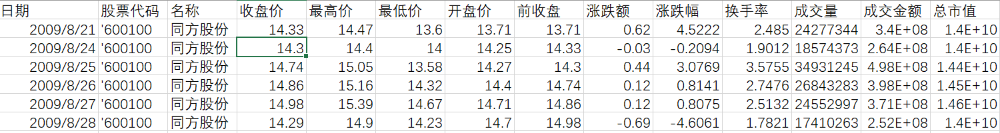 日期 股票代码 名称 收盘价 最高价 最低价 开盘价 前收盘 涨跌额 涨跌幅 换手率 成交量 成交金额 总市值
2009/8/21 '600100 同方股份 14.33 14.47 13.6 13.71 13.71 0.62 4.5222 2.485 24277344 3.4E+08 1.4E+10
2009/8/24 '600100 同方股份 14.3 14.4 14 14.25 14.33 -0.03 -0.2094 1.9012 18574373 2.64E+08 1.4E+10
2009/8/25 '600100 同方股份 14.74 15.05 13.58 14.27 14.3 0.44 3.0769 3.5755 34931245 4.98E+08 1.44E+10
2009/8/26 '600100 同方股份 14.86 15.16 14.32 14.4 14.74 0.12 0.8141 2.7476 26843283 3.98E+08 1.45E+10
2009/8/27 '600100 同方股份 14.98 15.39 14.67 14.71 14.86 0.12 0.8075 2.5132 24552997 3.71E+08 1.46E+10
2009/8/28 '600100 同方股份 14.29 14.9 14.23 14.7 14.98 -0.69 -4.6061 1.7821 17410263 2.52E+08 1.4E+10